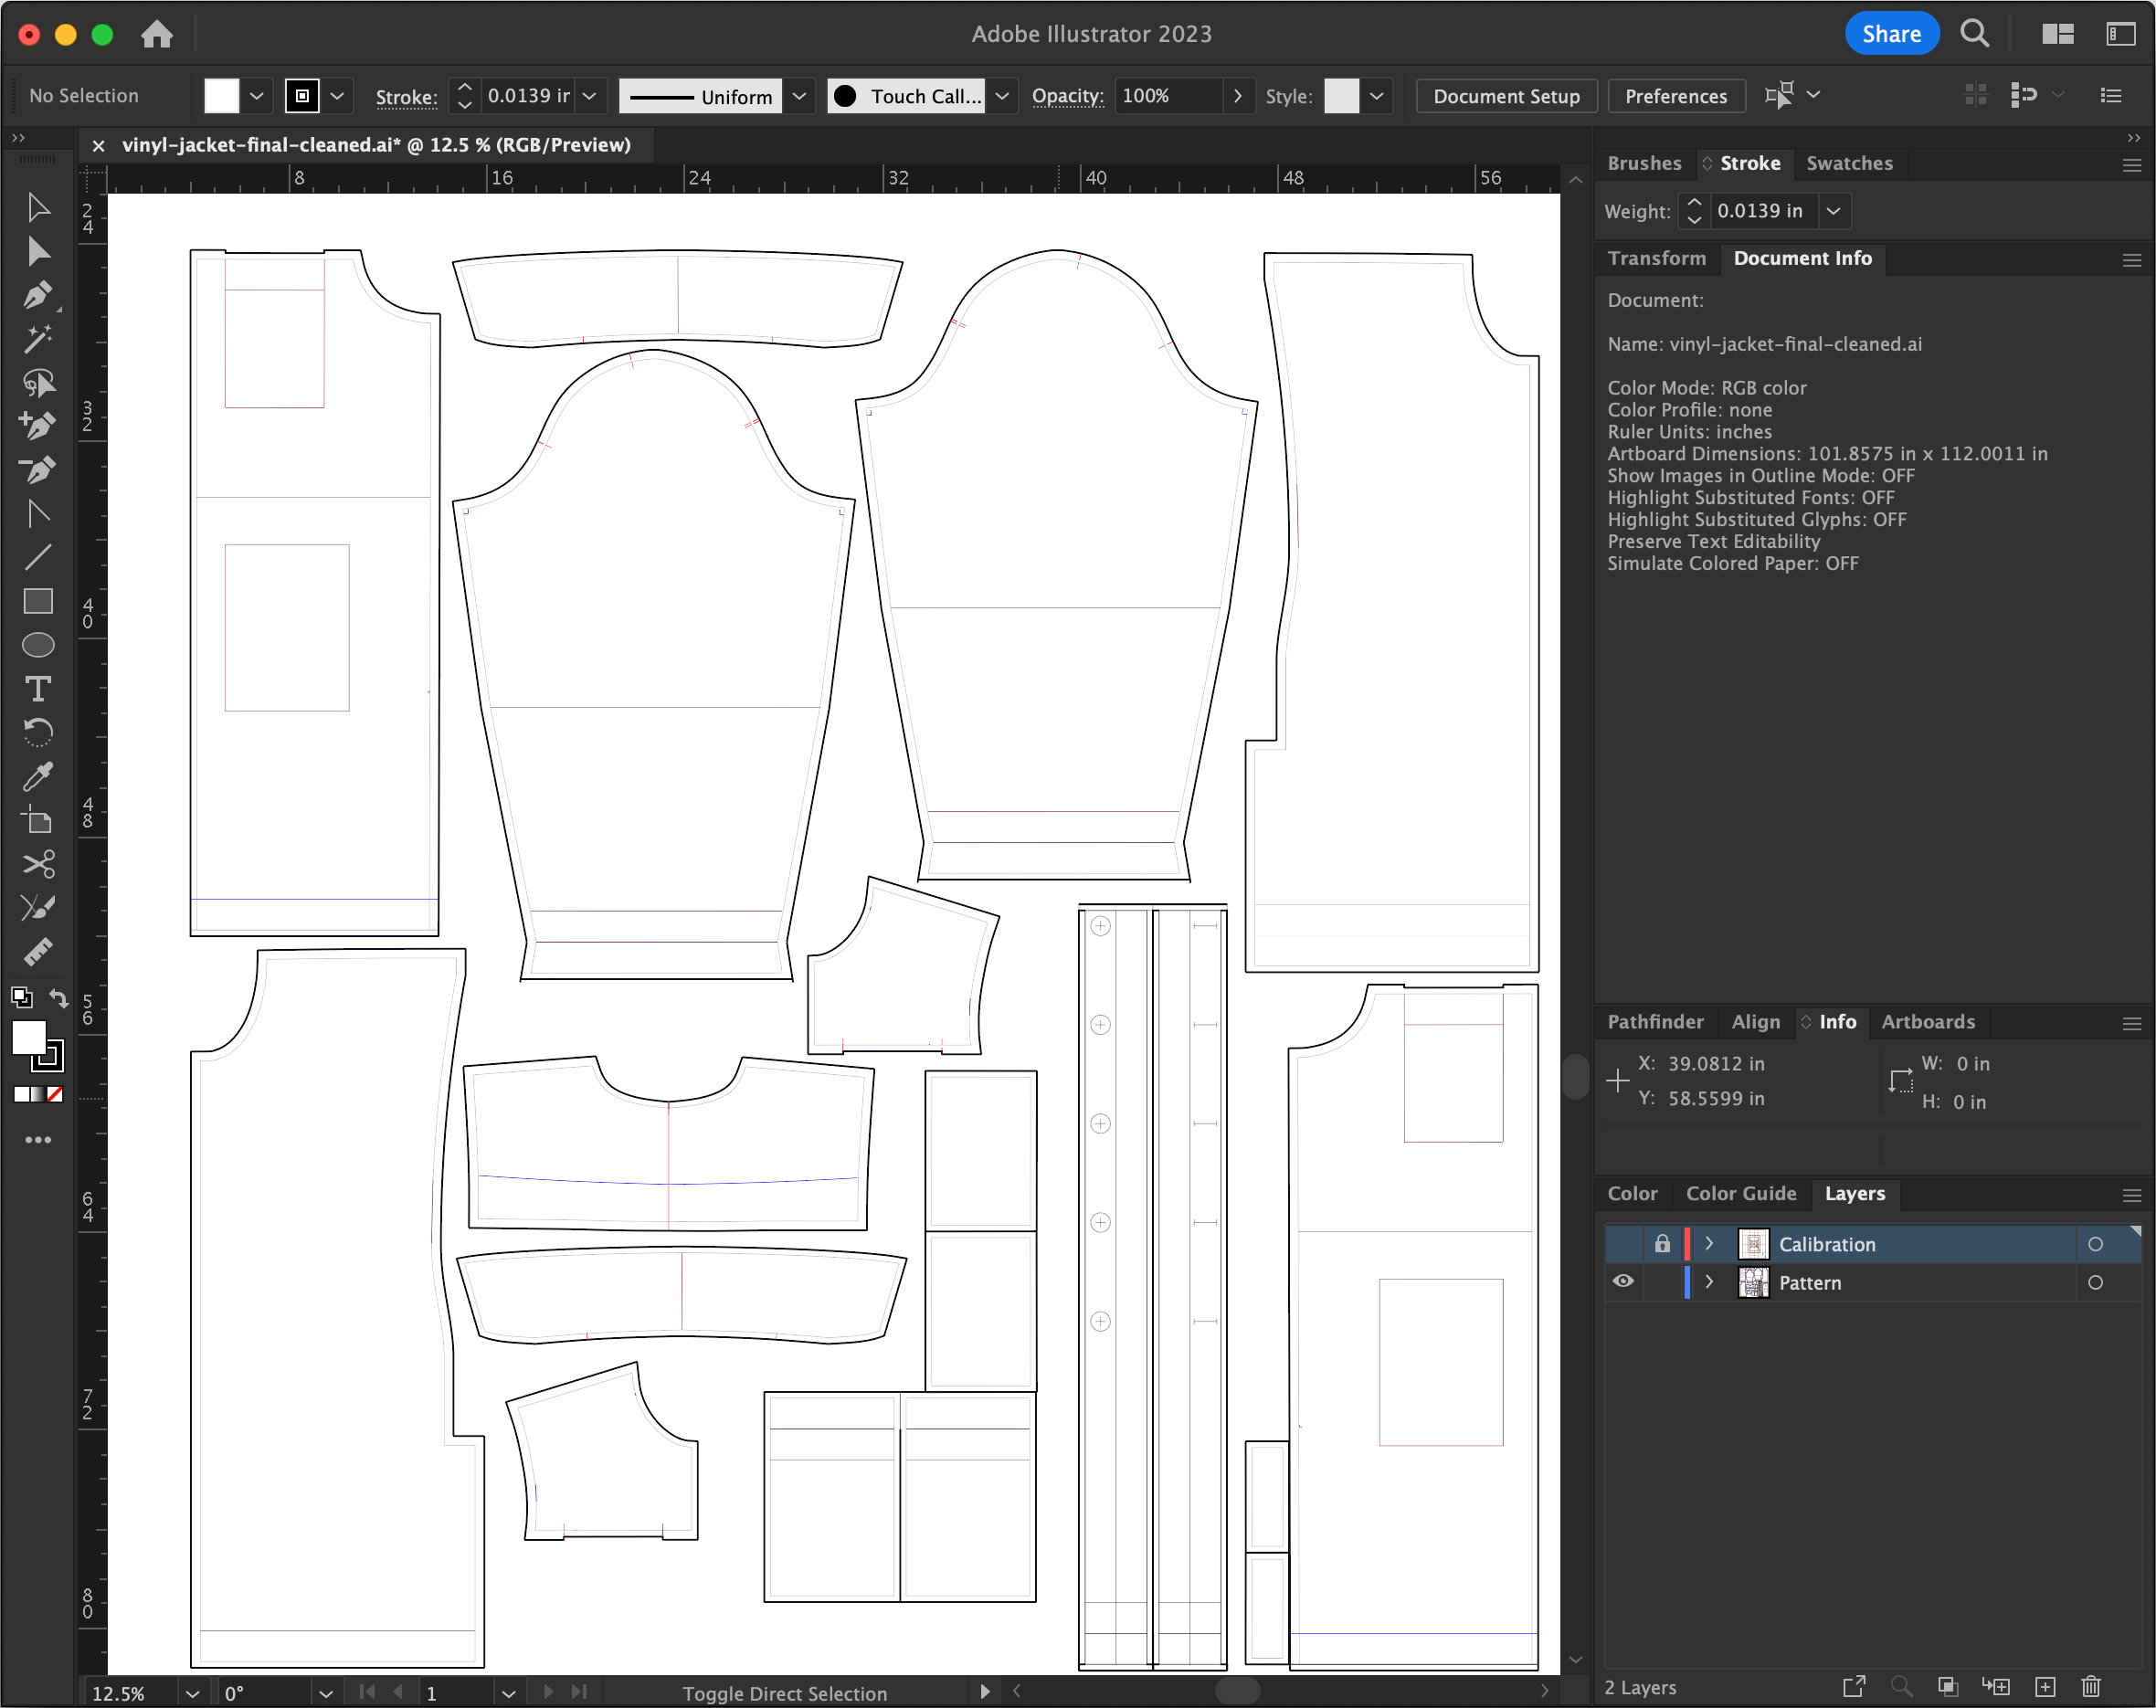 Adobe Illustrator 2023
Share
No Selection
Stroke:
0.0139 in
Uniform
Touch Call...
Opacity:
100%
Style:
Document Setup
Preferences
vinyl-jacket-final-cleaned.ai* @ 12.5 % (RGB/Preview)
8 16 24 32 40 48 56
24
32
40
48
56
64
72
80
Brushes Stroke Swatches
Weight: 0.0139 in
Transform Document Info
Document:
Name: vinyl-jacket-final-cleaned.ai
Color Mode: RGB color
Color Profile: none
Ruler Units: inches
Artboard Dimensions: 101.8575 in x 112.0011 in
Show Images in Outline Mode: OFF
Highlight Substituted Fonts: OFF
Highlight Substituted Glyphs: OFF
Preserve Text Editability
Simulate Colored Paper: OFF
Pathfinder Align Info Artboards
X: 39.0812 in W: 0 in
Y: 58.5599 in H: 0 in
Color Color Guide Layers
Calibration
Pattern
2 Layers
12.5% 0° 1 Toggle Direct Selection